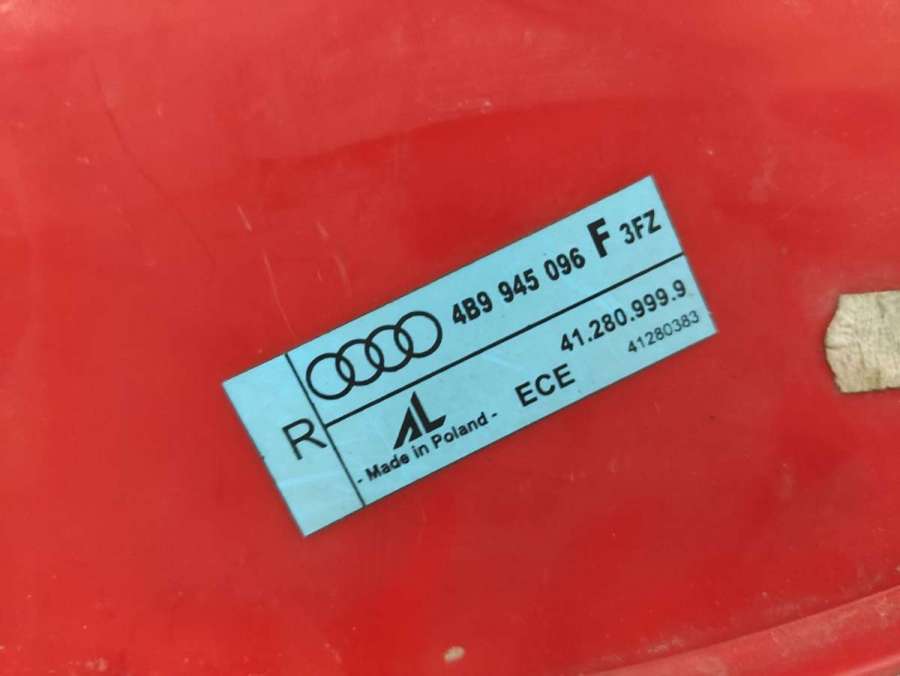 4B9 945 096 F 3FZ
41.280.999.9
R
AL
ECE
41280383
- Made in Poland -